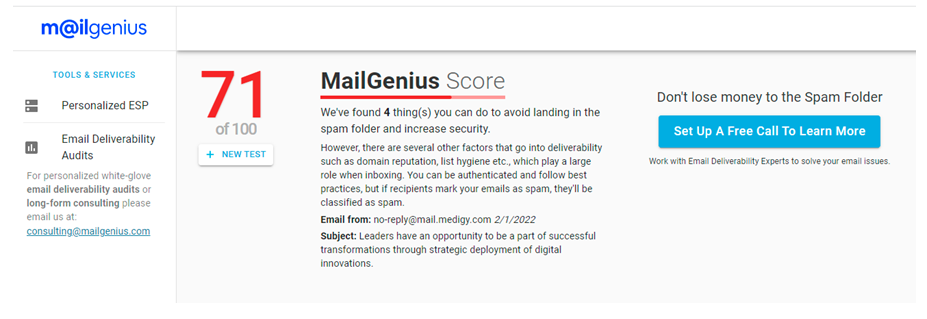 m@ilgenius
TOOLS & SERVICES
Personalized ESP
Email Deliverability
Audits
For personalized white-glove
email deliverability audits or
long-form consulting please
email us at:
consulting@mailgenius.com
71
of 100
+ NEW TEST
MailGenius Score
We've found 4 thing(s) you can do to avoid landing in the
spam folder and increase security.
However, there are several other factors that go into deliverability
such as domain reputation, list hygiene etc., which play a large
role when inboxing. You can be authenticated and follow best
practices, but if recipients mark your emails as spam, they'll be
classified as spam.
Email from: no-reply@mail.medigy.com 2/1/2022
Subject: Leaders have an opportunity to be a part of successful
transformations through strategic deployment of digital
innovations.
Don't lose money to the Spam Folder
Set Up A Free Call To Learn More
Work with Email Deliverability Experts to solve your email issues.